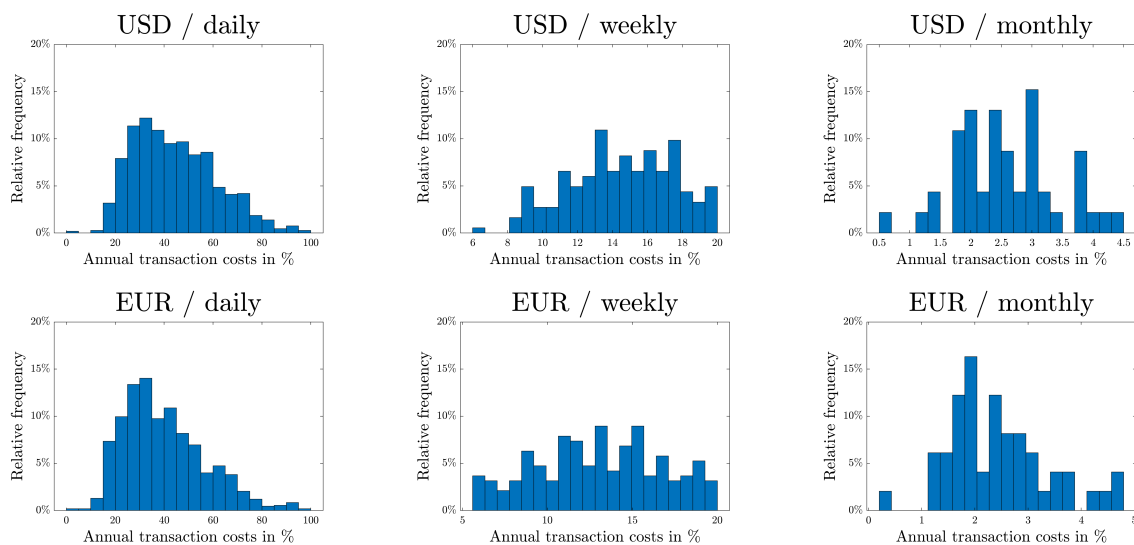 USD / daily
20%
15%
10%
5%
0%
Relative frequency
0 20 40 60 80 100
Annual transaction costs in %
USD / weekly
20%
15%
10%
5%
0%
Relative frequency
6 8 10 12 14 16 18 20
Annual transaction costs in %
USD / monthly
20%
15%
10%
5%
0%
Relative frequency
0.5 1 1.5 2 2.5 3 3.5 4 4.5
Annual transaction costs in %
EUR / daily
20%
15%
10%
5%
0%
Relative frequency
0 20 40 60 80 100
Annual transaction costs in %
EUR / weekly
20%
15%
10%
5%
0%
Relative frequency
5 10 15 20
Annual transaction costs in %
EUR / monthly
20%
15%
10%
5%
0%
Relative frequency
0 1 2 3 4 5
Annual transaction costs in %